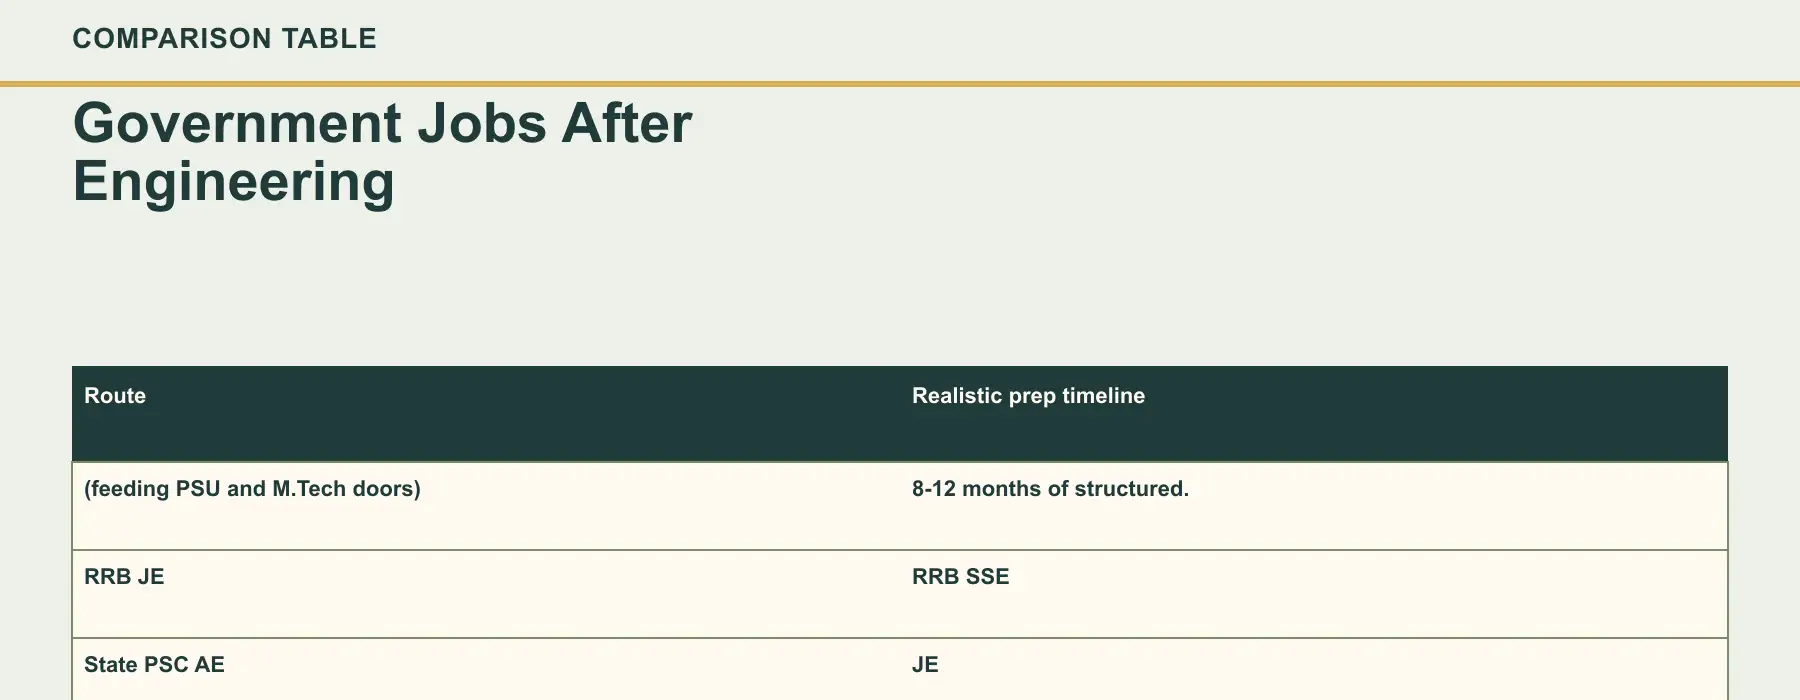 COMPARISON TABLE
Government Jobs After
Engineering
Route Realistic prep timeline
(feeding PSU and M.Tech doors) 8-12 months of structured.
RRB JE RRB SSE
State PSC AE JE